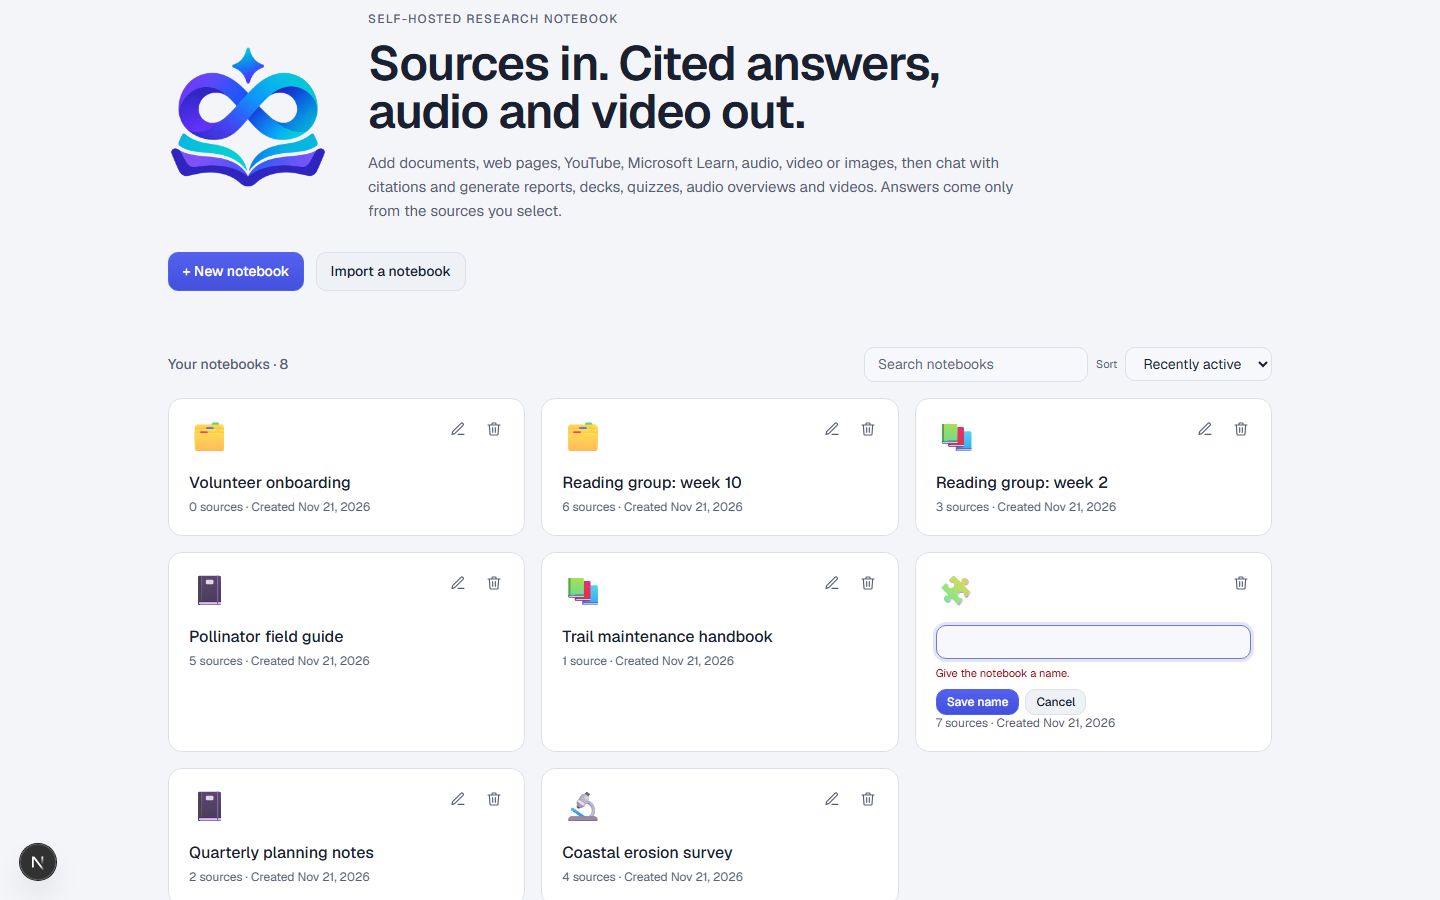 SELF-HOSTED RESEARCH NOTEBOOK
Sources in. Cited answers,
audio and video out.
Add documents, web pages, YouTube, Microsoft Learn, audio, video or images, then chat with
citations and generate reports, decks, quizzes, audio overviews and videos. Answers come only
from the sources you select.
+ New notebook
Import a notebook
Your notebooks · 8
Search notebooks
Sort
Recently active
Volunteer onboarding
0 sources · Created Nov 21, 2026
Reading group: week 10
6 sources · Created Nov 21, 2026
Reading group: week 2
3 sources · Created Nov 21, 2026
Pollinator field guide
5 sources · Created Nov 21, 2026
Trail maintenance handbook
1 source · Created Nov 21, 2026
Give the notebook a name.
Save name
Cancel
7 sources · Created Nov 21, 2026
Quarterly planning notes
2 sources · Created Nov 21, 2026
Coastal erosion survey
4 sources · Created Nov 21, 2026
N